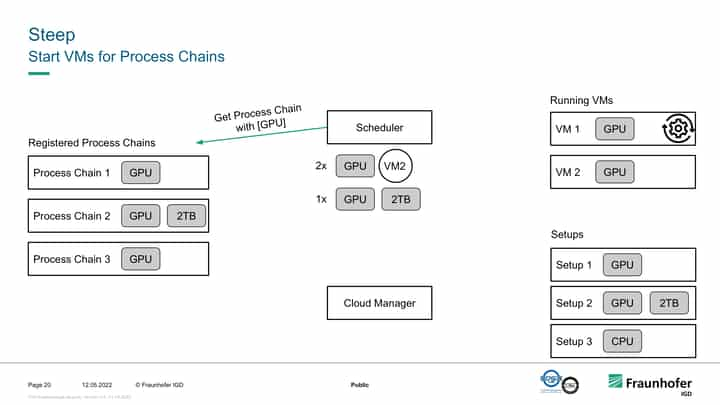 Steep
Start VMs for Process Chains
Get Process Chain
with [GPU]
Registered Process Chains
Process Chain 1 GPU
Process Chain 2 GPU 2TB
Process Chain 3 GPU
Scheduler
2x GPU VM2
1x GPU 2TB
Cloud Manager
Running VMs
VM 1 GPU
VM 2 GPU
Setups
Setup 1 GPU
Setup 2 GPU 2TB
Setup 3 CPU
Page 20 12.05.2022 © Fraunhofer IGD Public
Fraunhofer
IGD